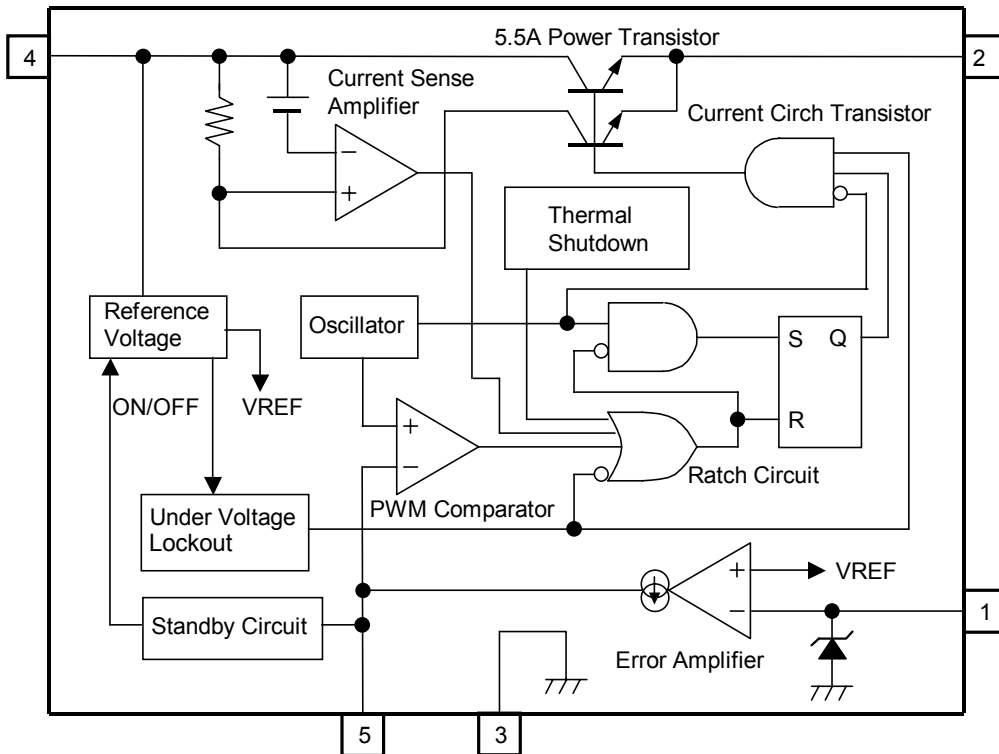 5.5A Power Transistor
4
2
Current Sense
Amplifier
Current Circh Transistor
−
+
Thermal
Shutdown
Reference
Voltage
Oscillator
S Q
ON/OFF
VREF
+
R
−
Ratch Circuit
PWM Comparator
Under Voltage
Lockout
+
VREF
−
1
Standby Circuit
Error Amplifier
5
3